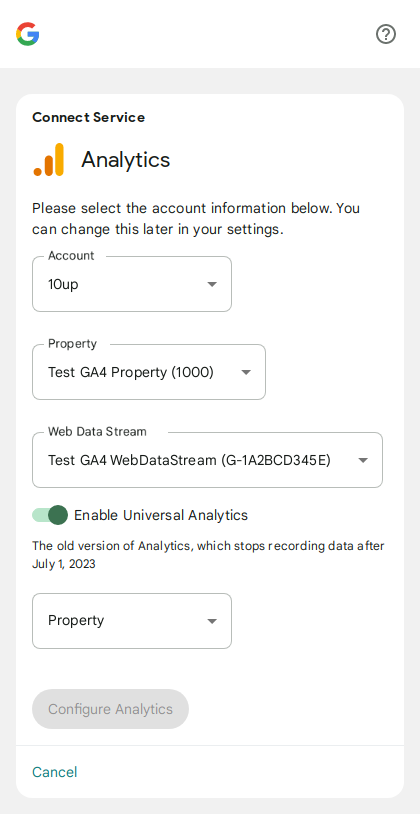 Connect Service
Analytics
Please select the account information below. You
can change this later in your settings.
Account
10up
Property
Test GA4 Property (1000)
Web Data Stream
Test GA4 WebDataStream (G-1A2BCD345E)
Enable Universal Analytics
The old version of Analytics, which stops recording data after
July 1, 2023
Property
Configure Analytics
Cancel